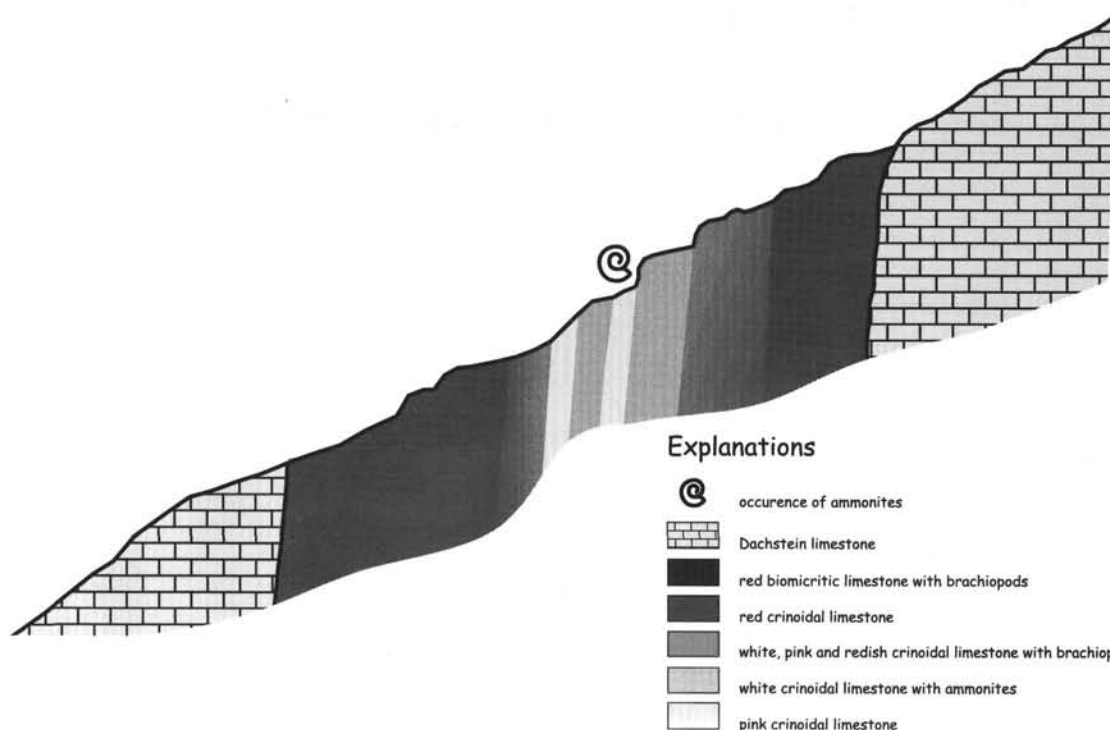 Explanations
occurence of ammonites
Dachstein limestone
red biomicritic limestone with brachiopods
red crinoidal limestone
white, pink and redish crinoidal limestone with brachiop
white crinoidal limestone with ammonites
pink crinoidal limestone